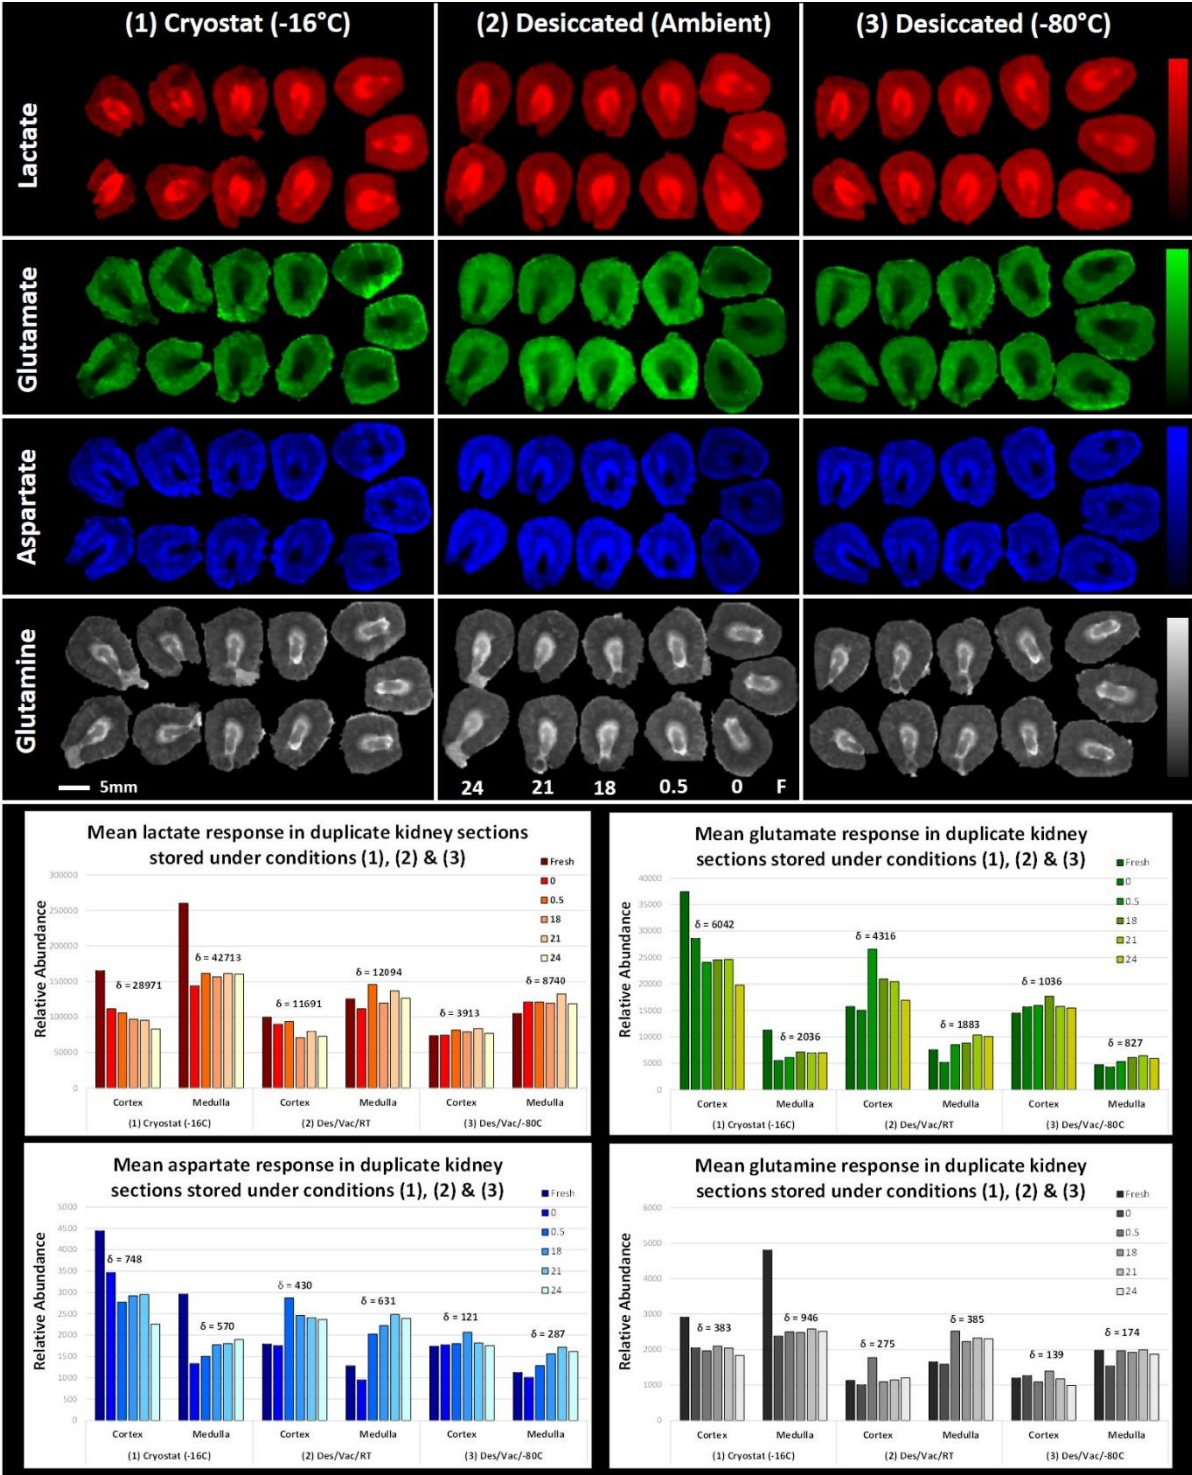 (1) Cryostat (-16°C)
(2) Desiccated (Ambient)
(3) Desiccated (-80°C)
Lactate
Glutamate
Aspartate
Glutamine
5mm
24 21 18 0.5 0 F
Mean lactate response in duplicate kidney sections
stored under conditions (1), (2) & (3)
Relative Abundance
300000
250000
200000
150000
100000
50000
0
Fresh
0
0.5
18
21
24
δ = 28971
δ = 42713
δ = 11691
δ = 12094
δ = 3913
δ = 8740
Cortex Medulla Cortex Medulla Cortex Medulla
(1) Cryostat (-16C) (2) Des/Vac/RT (3) Des/Vac/-80C
Mean glutamate response in duplicate kidney
sections stored under conditions (1), (2) & (3)
Relative Abundance
40000
35000
30000
25000
20000
15000
10000
5000
0
Fresh
0
0.5
18
21
24
δ = 6042
δ = 2036
δ = 4316
δ = 1883
δ = 1036
δ = 827
Cortex Medulla Cortex Medulla Cortex Medulla
(1) Cryostat (-16C) (2) Des/Vac/RT (3) Des/Vac/-80C
Mean aspartate response in duplicate kidney
sections stored under conditions (1), (2) & (3)
Relative Abundance
5000
4500
4000
3500
3000
2500
2000
1500
1000
500
0
Fresh
0
0.5
18
21
24
δ = 748
δ = 570
δ = 430
δ = 631
δ = 121
δ = 287
Cortex Medulla Cortex Medulla Cortex Medulla
(1) Cryostat (-16C) (2) Des/Vac/RT (3) Des/Vac/-80C
Mean glutamine response in duplicate kidney
sections stored under conditions (1), (2) & (3)
Relative Abundance
6000
5000
4000
3000
2000
1000
0
Fresh
0
0.5
18
21
24
δ = 383
δ = 946
δ = 275
δ = 385
δ = 139
δ = 174
Cortex Medulla Cortex Medulla Cortex Medulla
(1) Cryostat (-16C) (2) Des/Vac/RT (3) Des/Vac/-80C